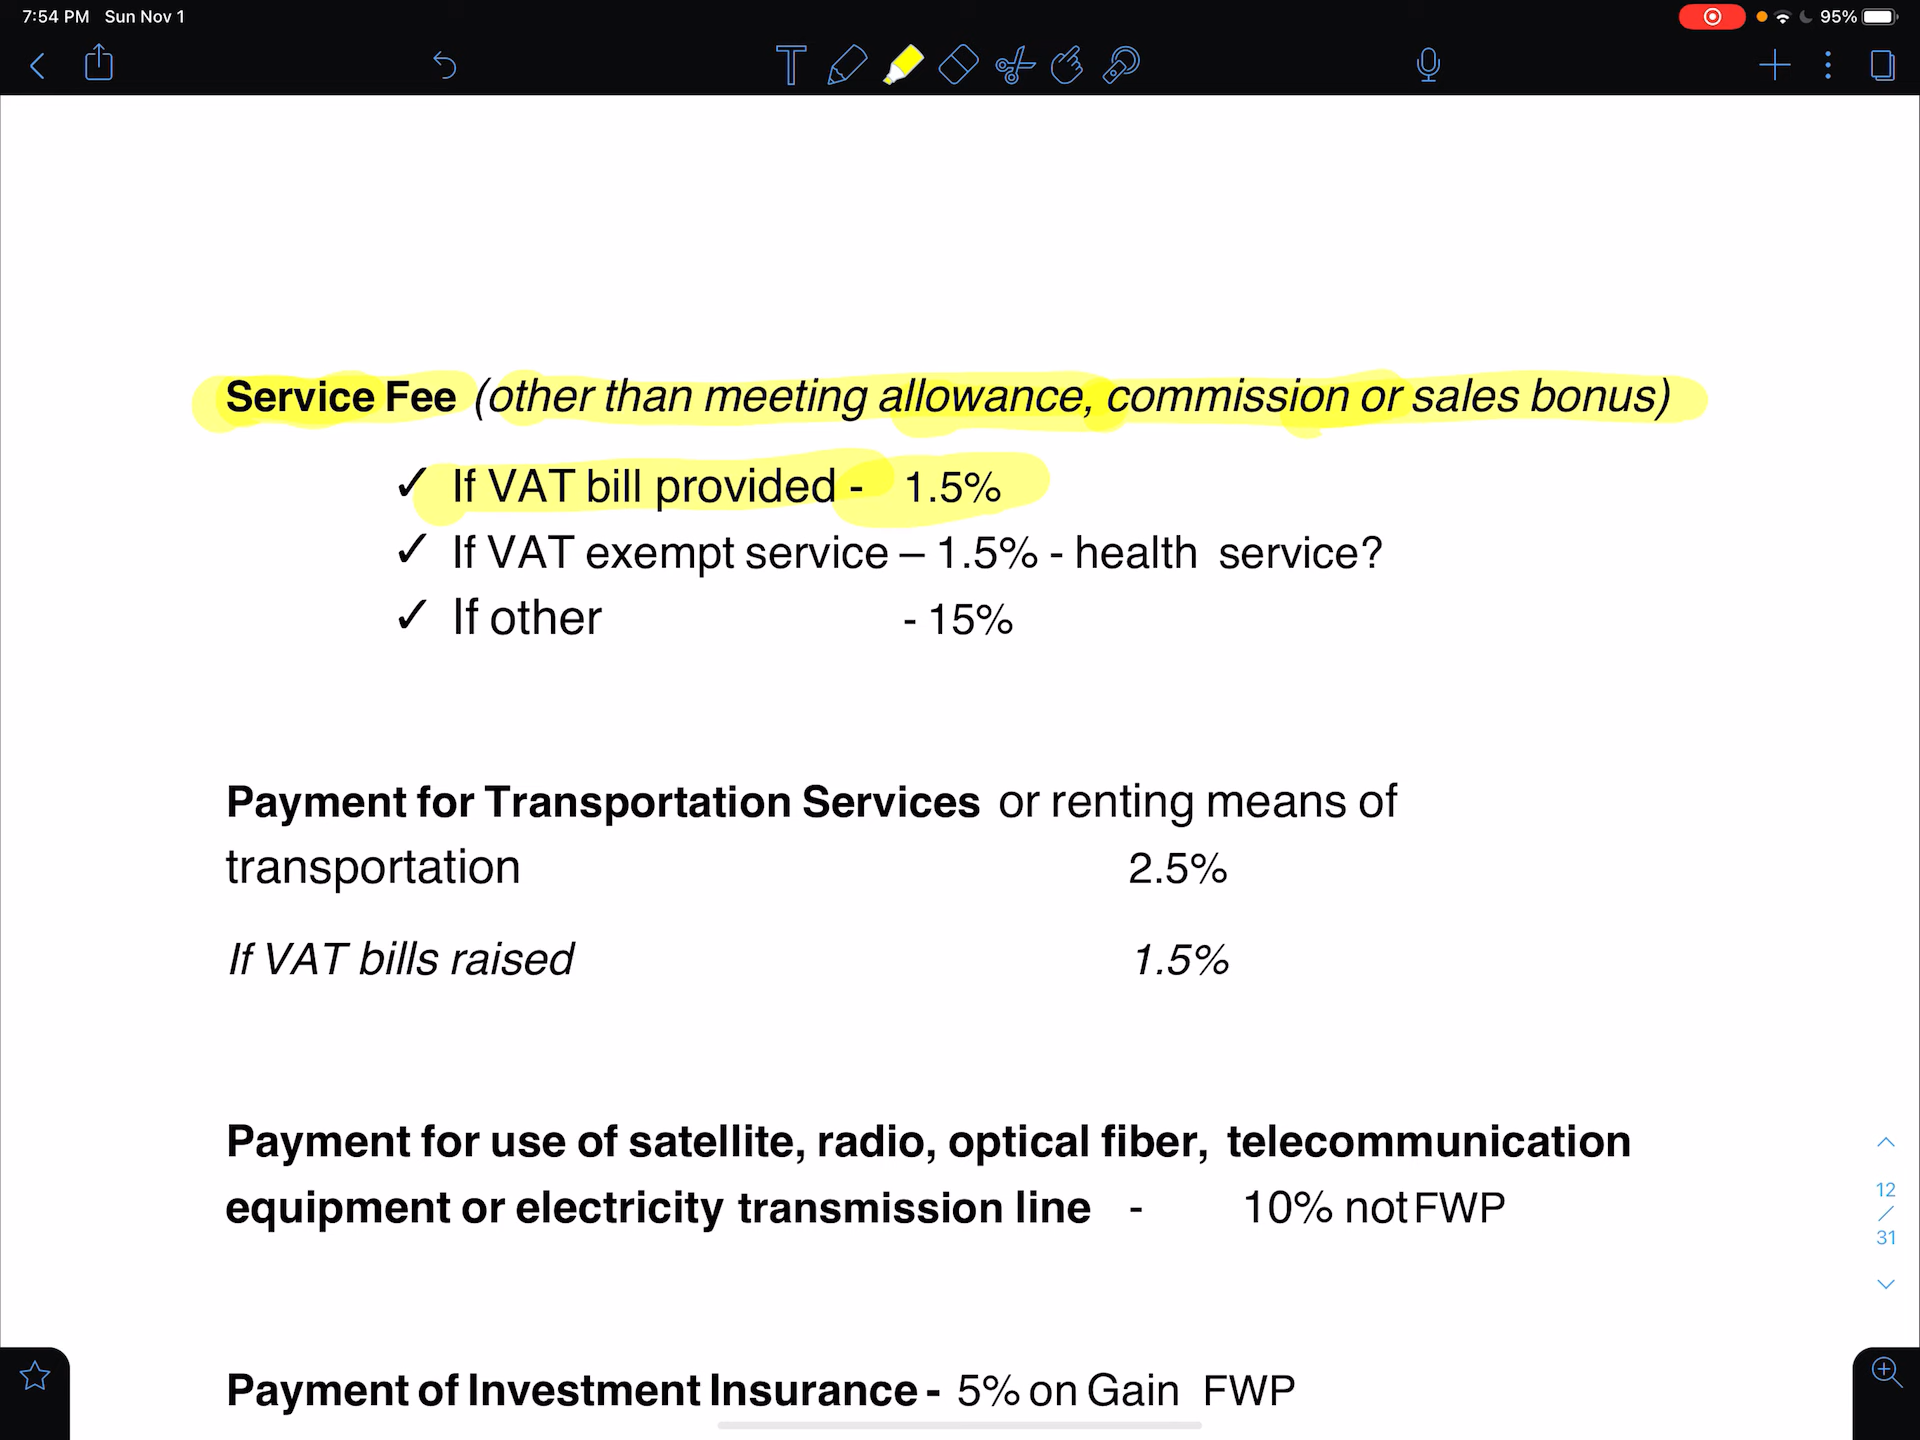 7:54 PM Sun Nov 1
95%
Service Fee (other than meeting allowance, commission or sales bonus)
✓ If VAT bill provided - 1.5%
✓ If VAT exempt service – 1.5% - health service?
✓ If other - 15%
Payment for Transportation Services or renting means of
transportation 2.5%
If VAT bills raised 1.5%
Payment for use of satellite, radio, optical fiber, telecommunication
equipment or electricity transmission line - 10% not FWP
12
/
31
Payment of Investment Insurance - 5% on Gain FWP